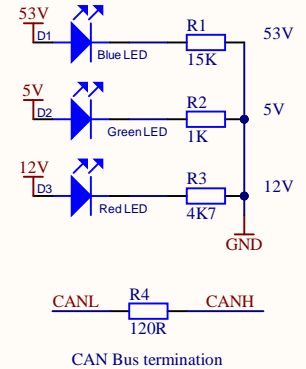 53V
R1
53V
D1
Blue LED
15K
5V
R2
5V
D2
Green LED
1K
12V
R3
12V
D3
Red LED
4K7
GND
CANL
R4
CANH
120R
CAN Bus termination